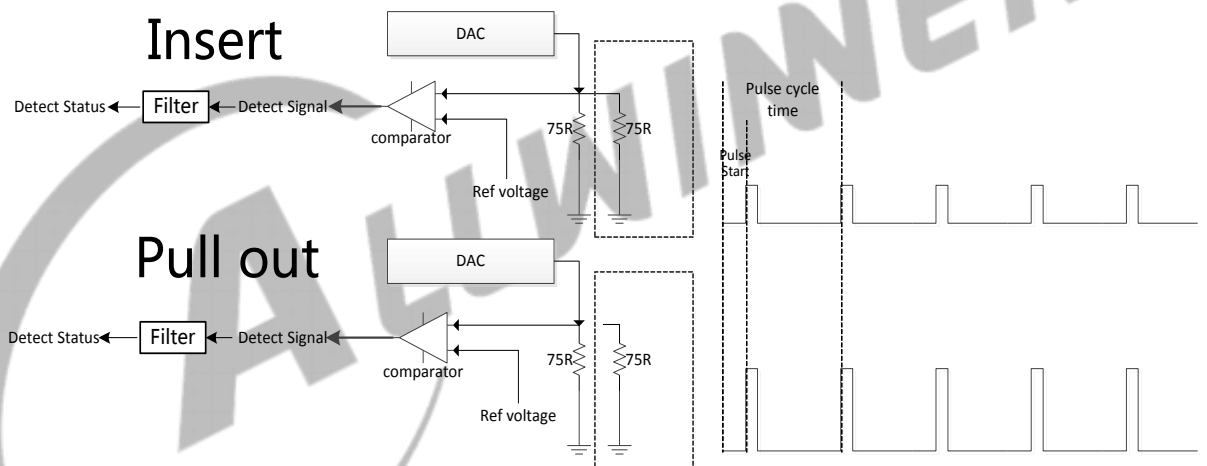 Insert
DAC
Detect Status
Filter
Detect Signal
comparator
75R
75R
Ref voltage
Pulse cycle
time
Pulse
Start
Pull out
DAC
Detect Status
Filter
Detect Signal
comparator
75R
75R
Ref voltage
ALLWINNER